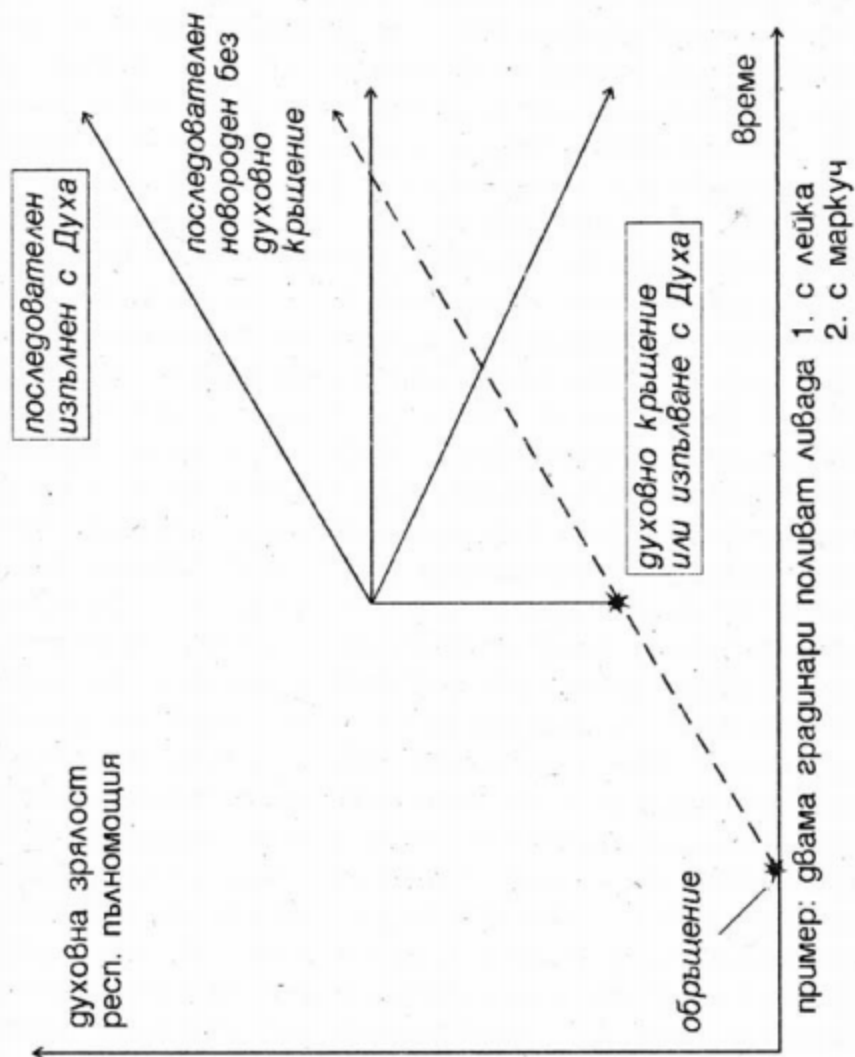 духовна зрялост
респ. пълномощия
последователен
изпълнен с Духа
последователен
новороден без
духовно
кръщение
духовно кръщение
или изпълване с Духа
обръщение
време
пример: двама градинари поливат ливада 1. с лейка
2. с маркуч